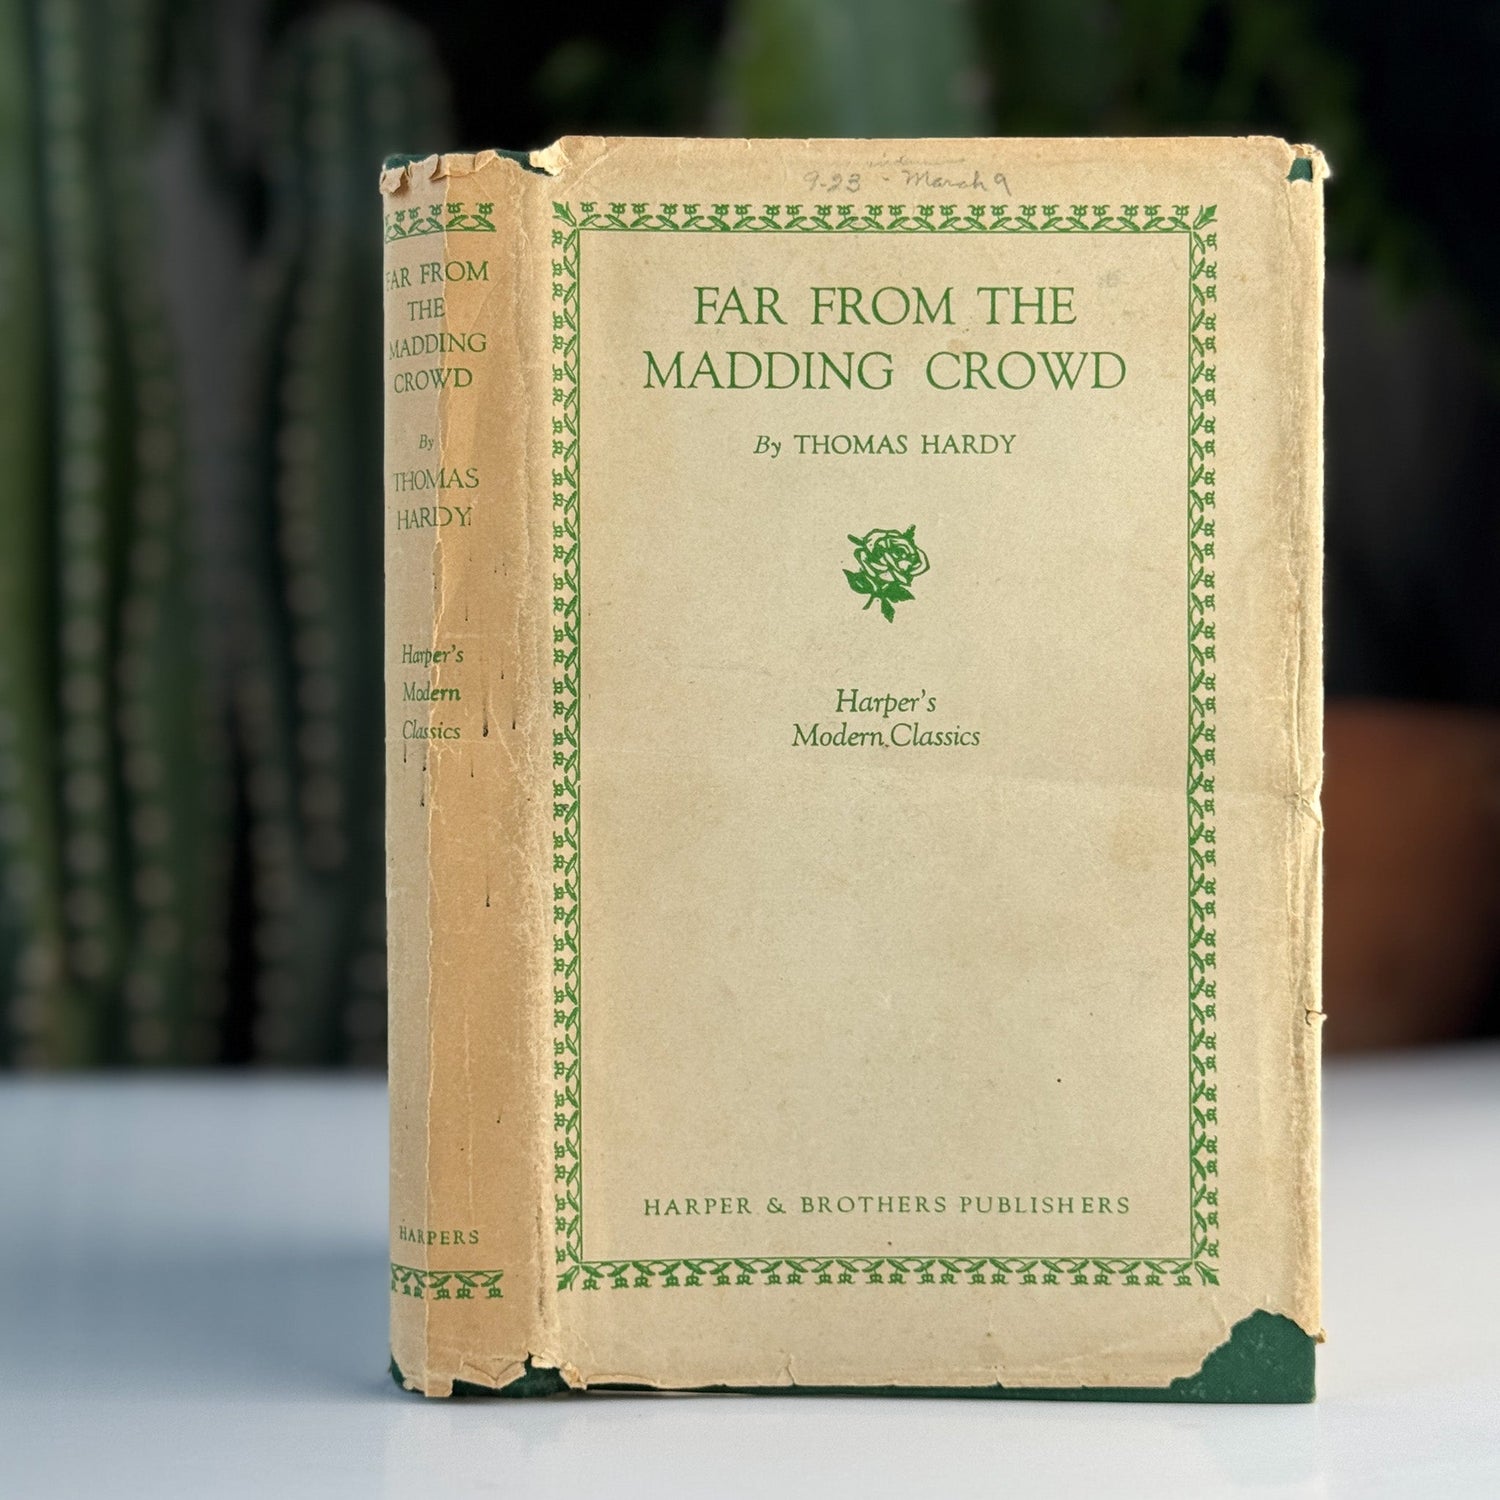 FAR FROM
THE
MADDING
CROWD
By
THOMAS
HARDY
Harper's
Modern
Classics
HARPERS
9-23 - March 9
FAR FROM THE
MADDING CROWD
By THOMAS HARDY
Harper's
Modern Classics
HARPER & BROTHERS PUBLISHERS